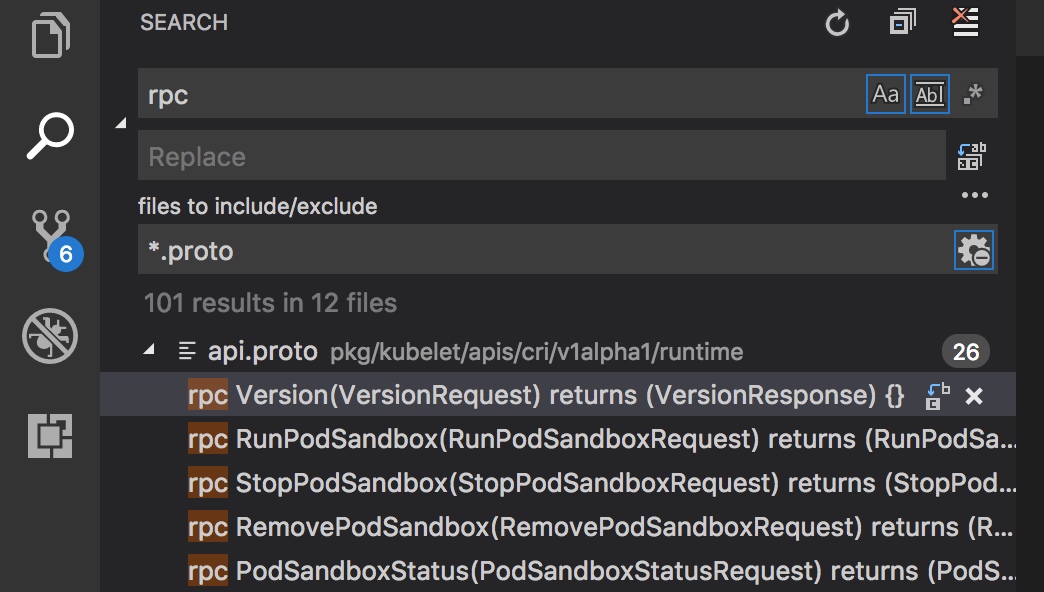 SEARCH
rpc Aa Abl .*
Replace
files to include/exclude
6
*.proto
101 results in 12 files
api.proto pkg/kubelet/apis/cri/v1alpha1/runtime 26
rpc Version(VersionRequest) returns (VersionResponse) {}
rpc RunPodSandbox(RunPodSandboxRequest) returns (RunPodSa...
rpc StopPodSandbox(StopPodSandboxRequest) returns (StopPod...
rpc RemovePodSandbox(RemovePodSandboxRequest) returns (R...
rpc PodSandboxStatus(PodSandboxStatusRequest) returns (PodS...